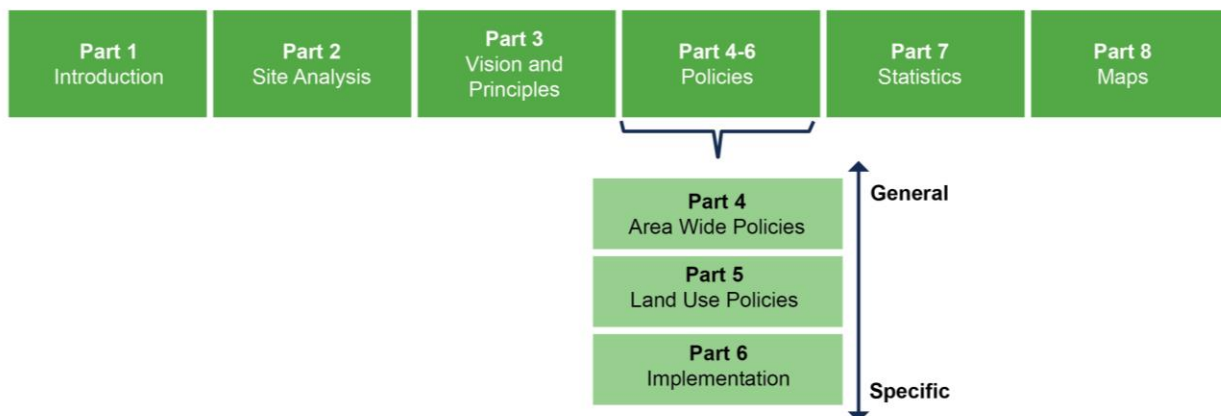 Part 1
Introduction
Part 2
Site Analysis
Part 3
Vision and
Principles
Part 4-6
Policies
Part 7
Statistics
Part 8
Maps
Part 4
Area Wide Policies
Part 5
Land Use Policies
Part 6
Implementation
General
Specific